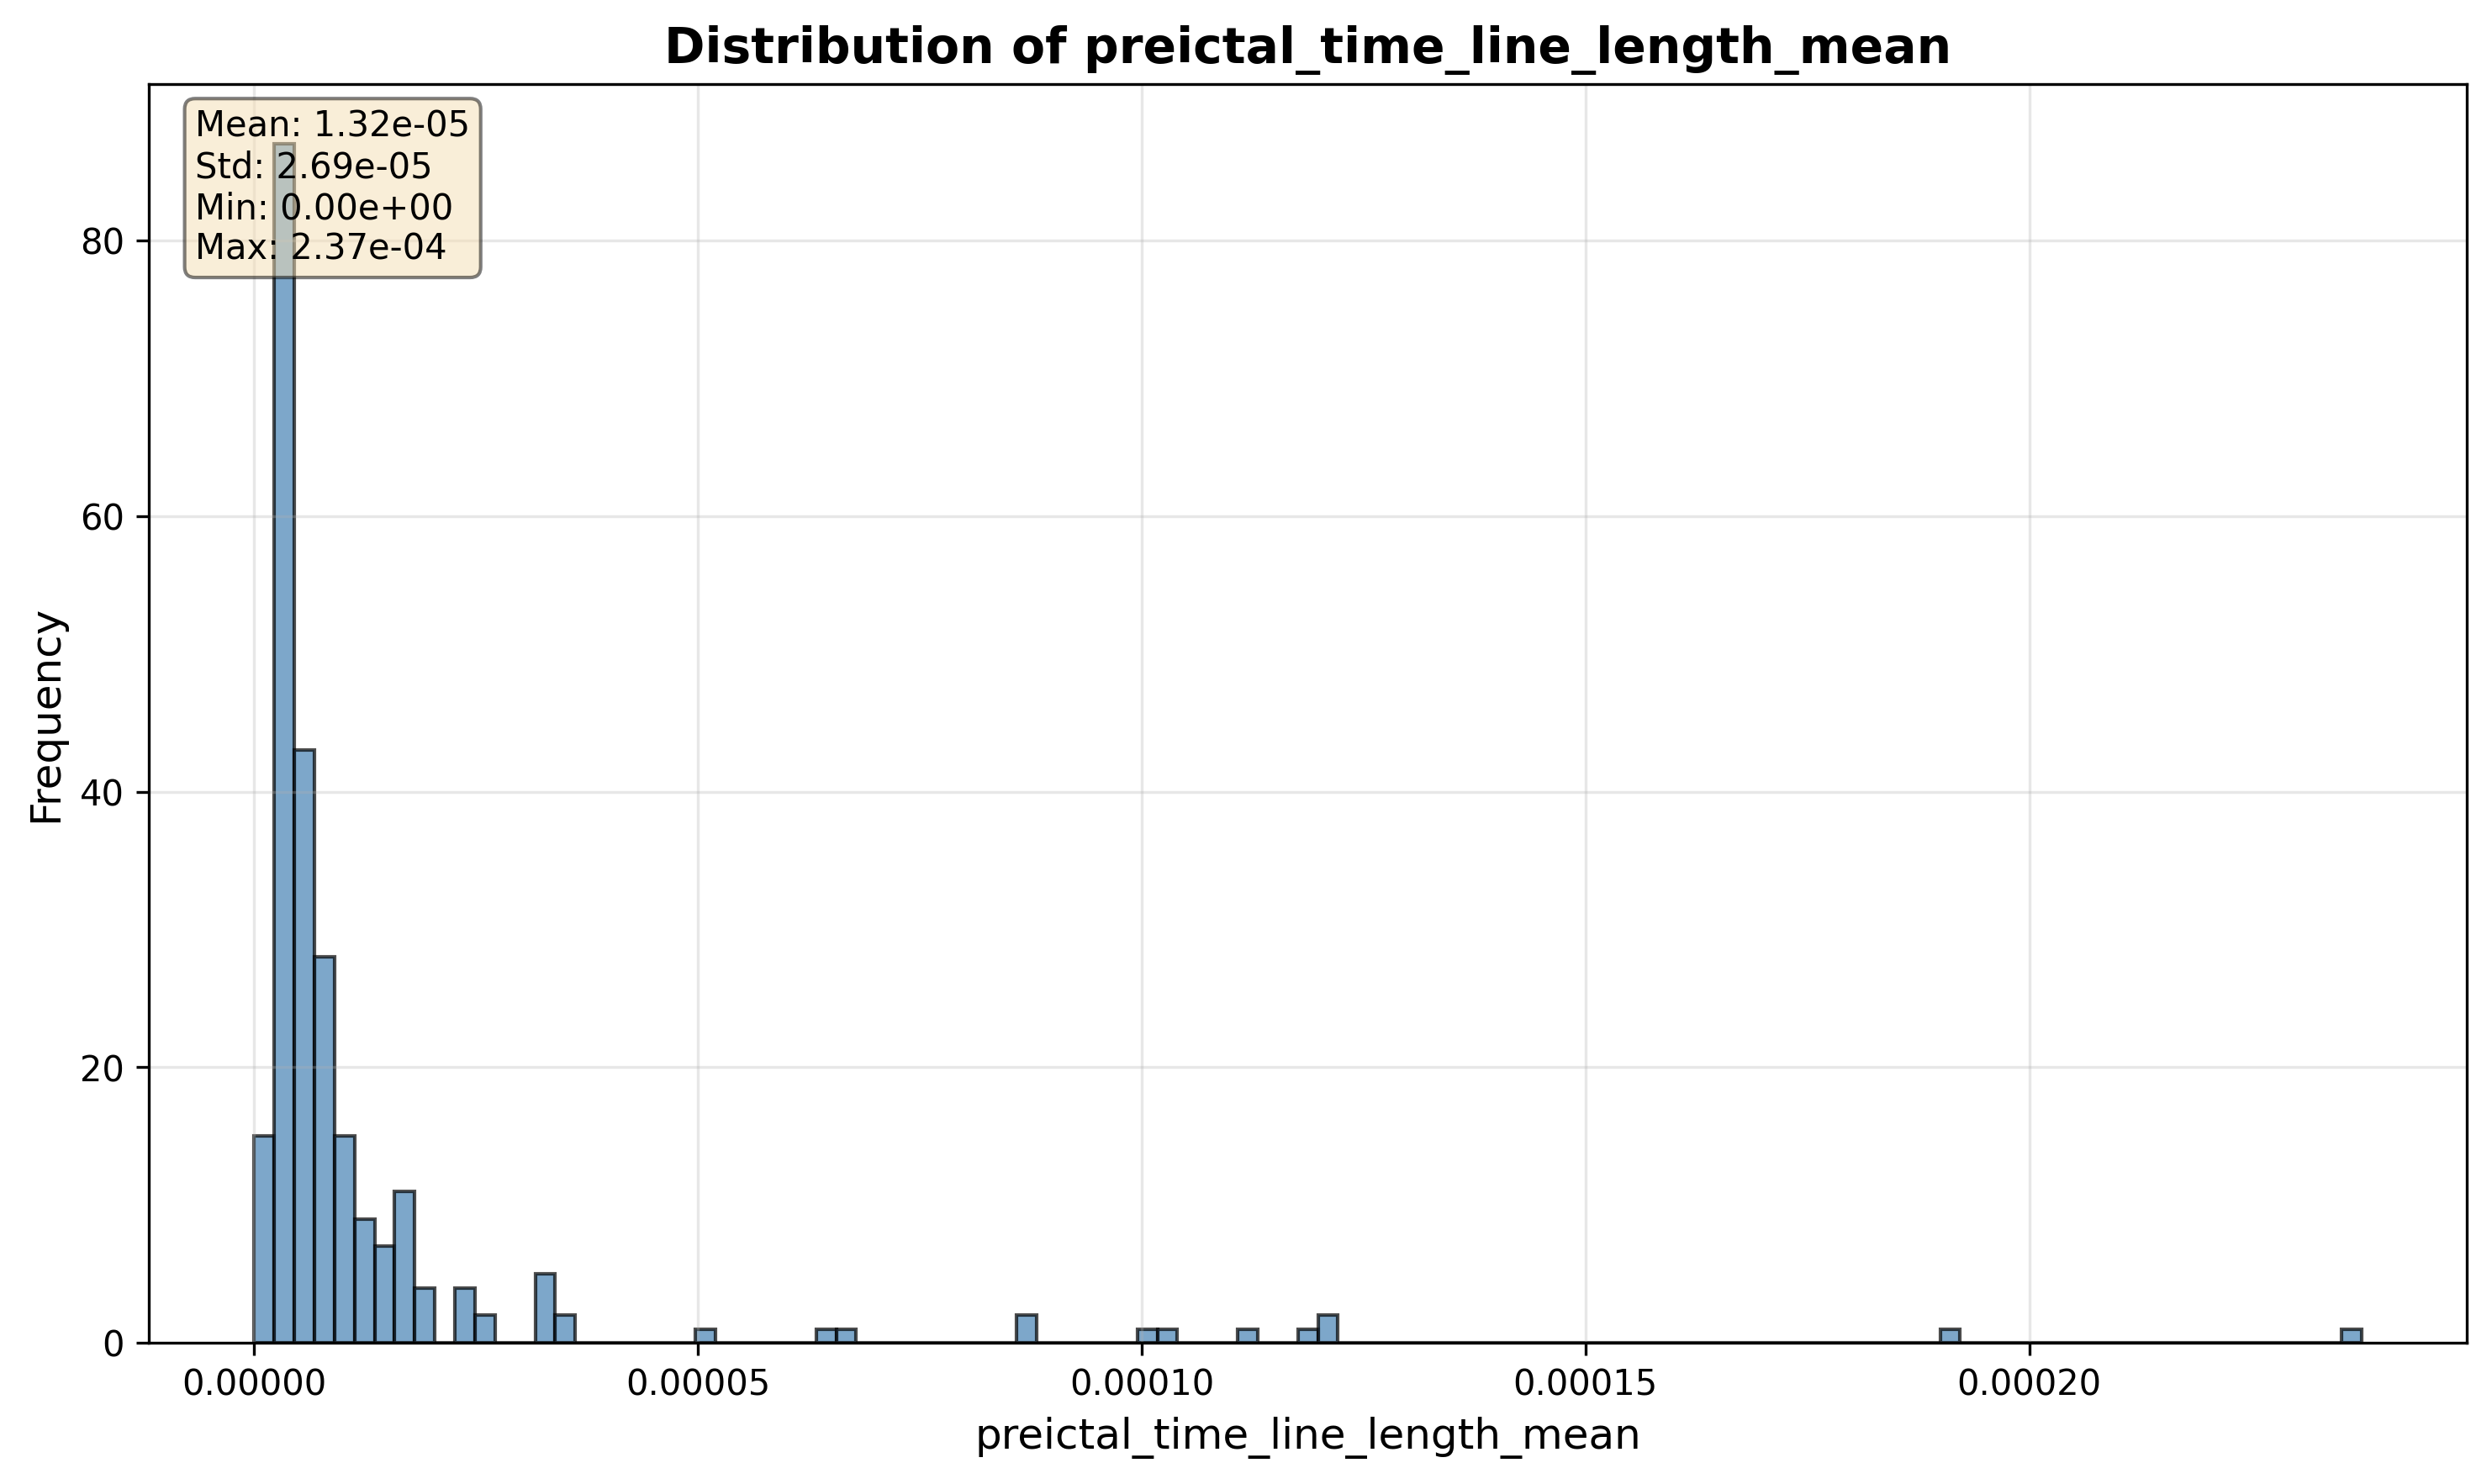 Distribution of preictal_time_line_length_mean
Mean: 1.32e-05
Std: 2.69e-05
Min: 0.00e+00
Max: 2.37e-04
80
60
40
20
0
Frequency
0.00000 0.00005 0.00010 0.00015 0.00020
preictal_time_line_length_mean